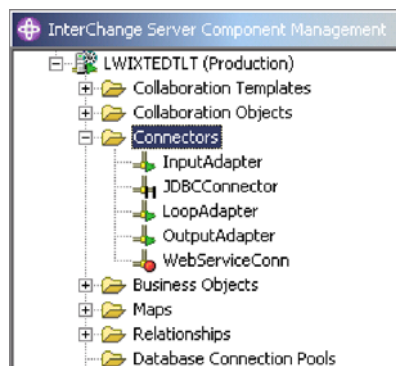 InterChange Server Component Management
LWIXTEDTLT (Production)
Collaboration Templates
Collaboration Objects
Connectors
InputAdapter
JDBCConnector
LoopAdapter
OutputAdapter
WebServiceConn
Business Objects
Maps
Relationships
Database Connection Pools